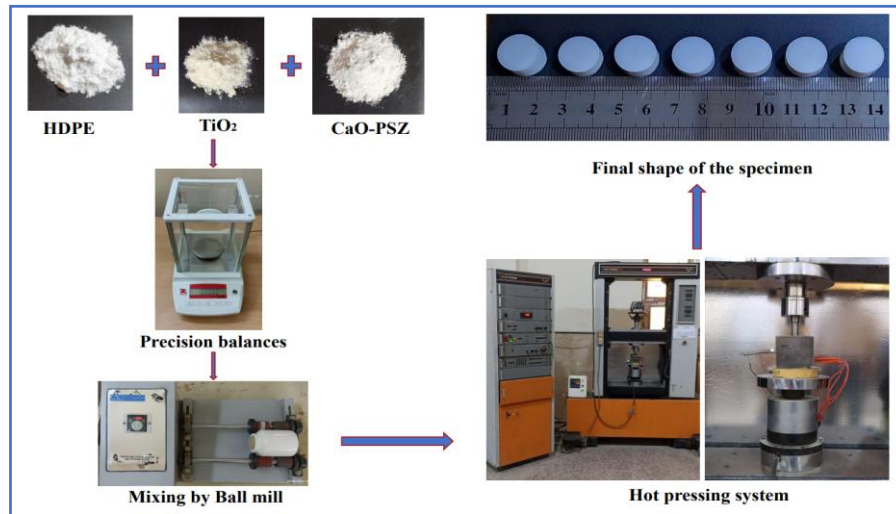 HDPE
TiO₂
CaO-PSZ
Precision balances
Mixing by Ball mill
1 2 3 4 5 6 7 8 9 10 11 12 13 14
Final shape of the specimen
Hot pressing system